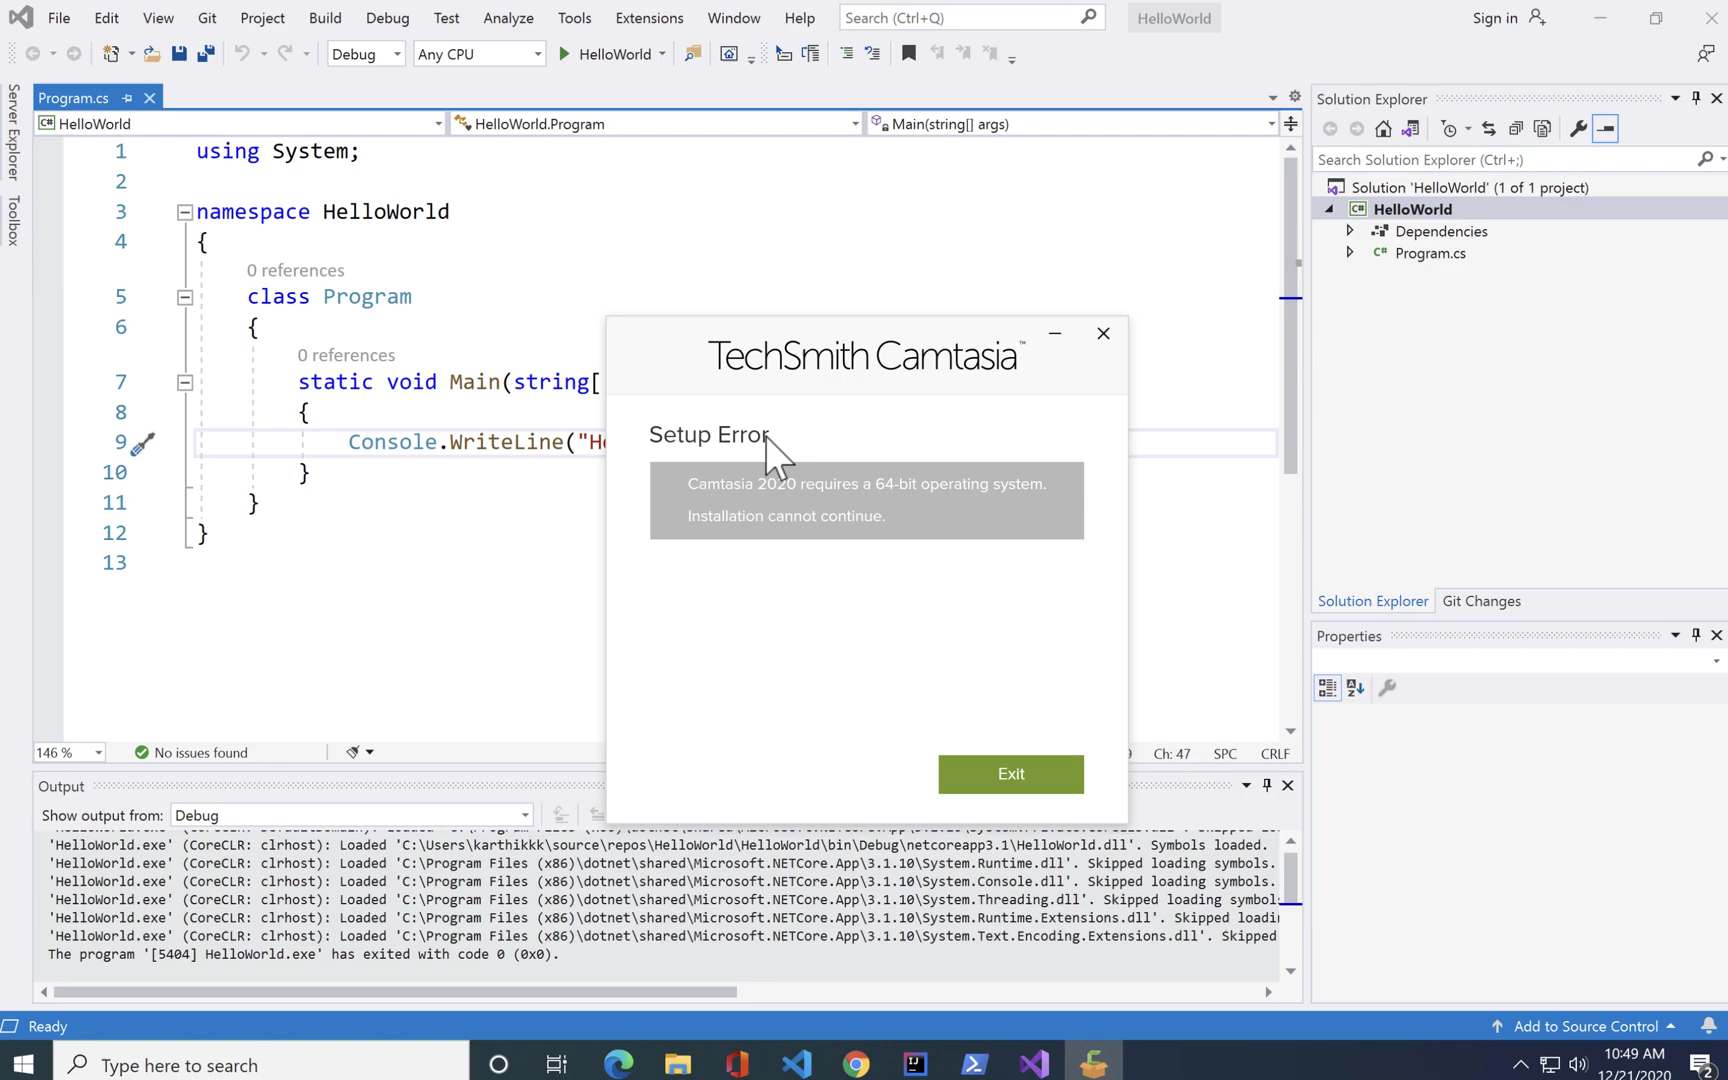 File Edit View Git Project Build Debug Test Analyze Tools Extensions Window Help Search (Ctrl+Q) HelloWorld Sign in
Debug Any CPU HelloWorld
Server Explorer
Toolbox
Program.cs
HelloWorld HelloWorld.Program Main(string[] args)
1 using System;
2
3 namespace HelloWorld
4 {
0 references
5 class Program
6 {
0 references
7 static void Main(string[
8 {
9 Console.WriteLine("He
10 }
11 }
12 }
13
146 % No issues found
Ch: 47 SPC CRLF
TechSmith Camtasia™
Setup Error
Camtasia 2020 requires a 64-bit operating system.
Installation cannot continue.
Exit
Solution Explorer
Search Solution Explorer (Ctrl+;)
Solution 'HelloWorld' (1 of 1 project)
C# HelloWorld
Dependencies
C# Program.cs
Solution Explorer Git Changes
Properties
Output
Show output from: Debug
'HelloWorld.exe' (CoreCLR: clrhost): Loaded 'C:\Users\karthikkk\source\repos\HelloWorld\HelloWorld\bin\Debug\netcoreapp3.1\HelloWorld.dll'. Symbols loaded.
'HelloWorld.exe' (CoreCLR: clrhost): Loaded 'C:\Program Files (x86)\dotnet\shared\Microsoft.NETCore.App\3.1.10\System.Runtime.dll'. Skipped loading symbols.
'HelloWorld.exe' (CoreCLR: clrhost): Loaded 'C:\Program Files (x86)\dotnet\shared\Microsoft.NETCore.App\3.1.10\System.Console.dll'. Skipped loading symbols.
'HelloWorld.exe' (CoreCLR: clrhost): Loaded 'C:\Program Files (x86)\dotnet\shared\Microsoft.NETCore.App\3.1.10\System.Threading.dll'. Skipped loading symbol
'HelloWorld.exe' (CoreCLR: clrhost): Loaded 'C:\Program Files (x86)\dotnet\shared\Microsoft.NETCore.App\3.1.10\System.Runtime.Extensions.dll'. Skipped loadi
'HelloWorld.exe' (CoreCLR: clrhost): Loaded 'C:\Program Files (x86)\dotnet\shared\Microsoft.NETCore.App\3.1.10\System.Text.Encoding.Extensions.dll'. Skipped
The program '[5404] HelloWorld.exe' has exited with code 0 (0x0).
Ready Add to Source Control
Type here to search
10:49 AM
12/21/2020
2